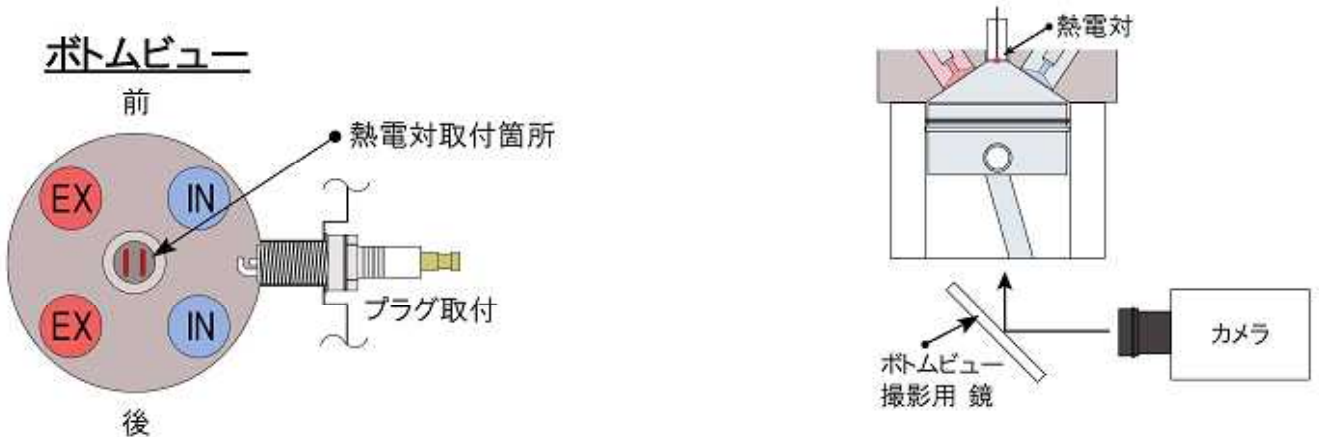 ボトムビュー
前
熱電対取付箇所
EX
IN
プラグ取付
EX
IN
後
熱電対
カメラ
ボトムビュー
撮影用 鏡